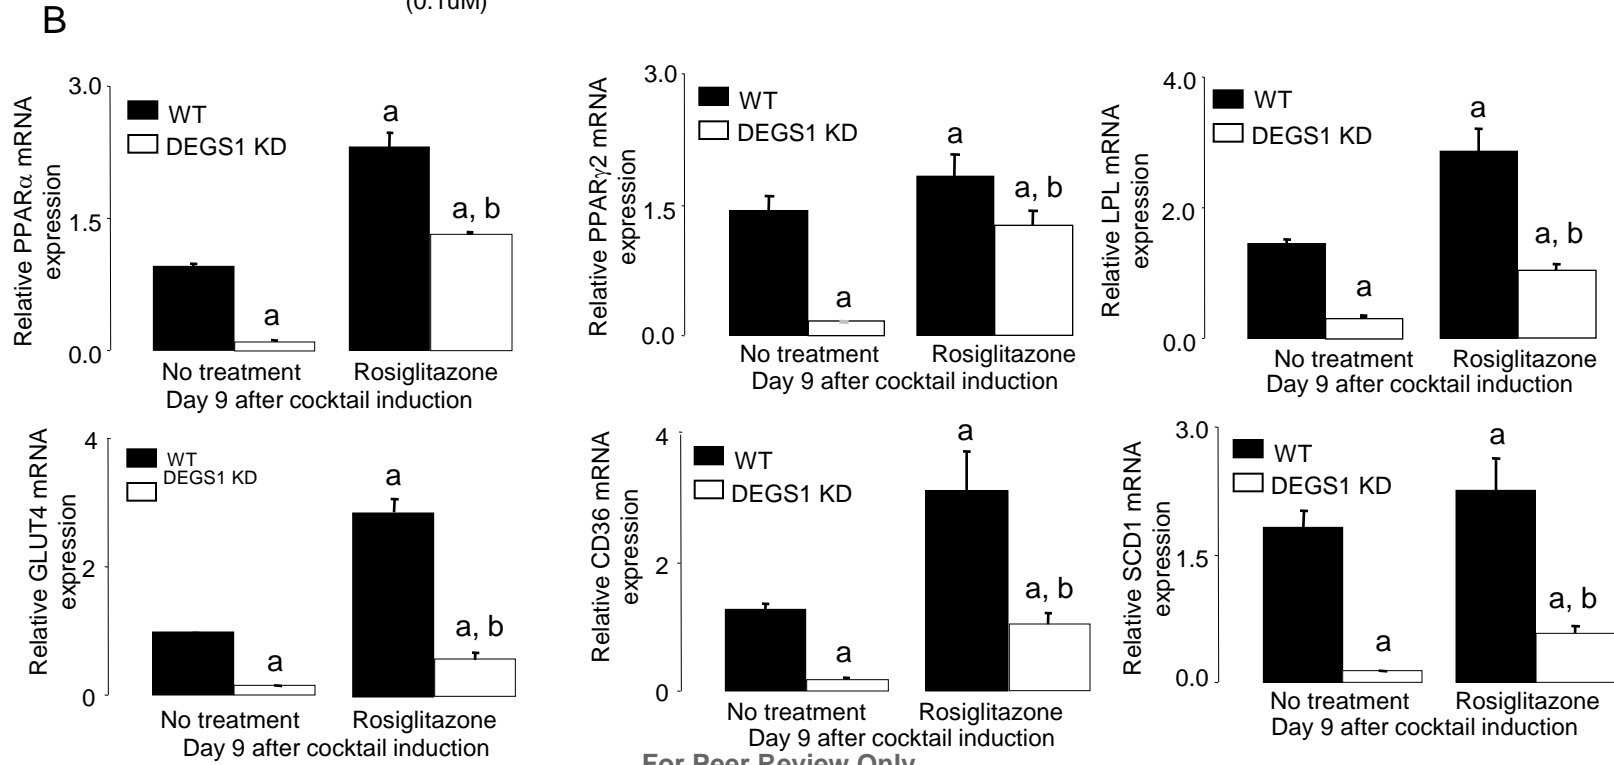 (0.1uM)
B
Relative PPARα mRNA
expression
3.0
1.5
0.0
WT
DEGS1 KD
a
a
a, b
No treatment
Rosiglitazone
Day 9 after cocktail induction
Relative PPARγ2 mRNA
expression
3.0
1.5
0.0
WT
DEGS1 KD
a
a
a, b
No treatment
Rosiglitazone
Day 9 after cocktail induction
Relative LPL mRNA
expression
4.0
2.0
0.0
WT
DEGS1 KD
a
a
a, b
No treatment
Rosiglitazone
Day 9 after cocktail induction
Relative GLUT4 mRNA
expression
4
2
0
WT
DEGS1 KD
a
a
a, b
No treatment
Rosiglitazone
Day 9 after cocktail induction
Relative CD36 mRNA
expression
4
2
0
WT
DEGS1 KD
a
a
a, b
No treatment
Rosiglitazone
Day 9 after cocktail induction
Relative SCD1 mRNA
expression
3.0
1.5
0.0
WT
DEGS1 KD
a
a
a, b
No treatment
Rosiglitazone
Day 9 after cocktail induction
For Peer Review Only